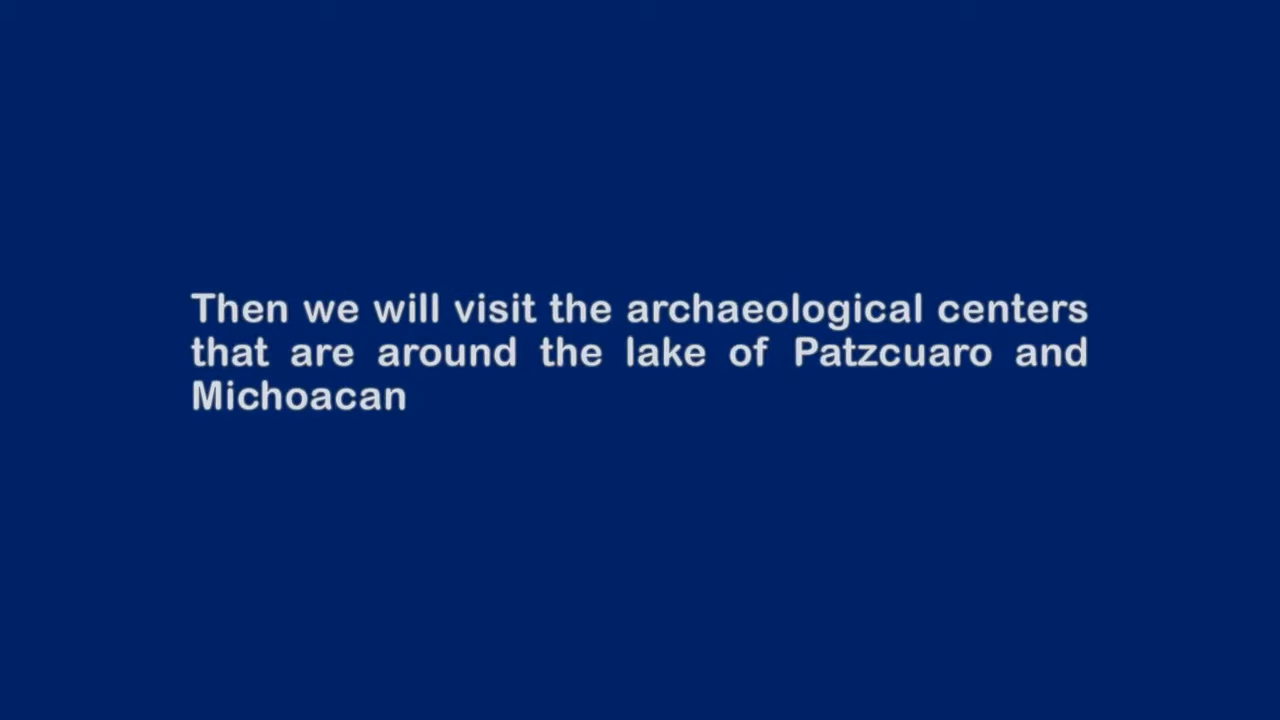 Then we will visit the archaeological centers
that are around the lake of Patzcuaro and
Michoacan